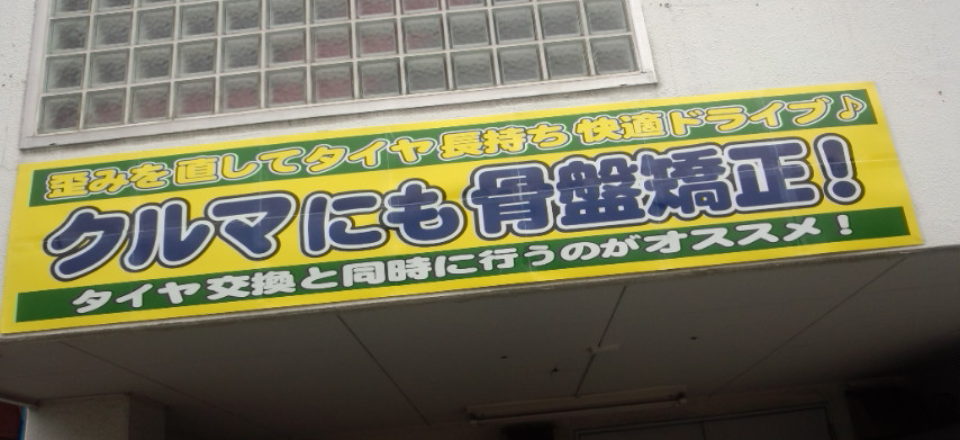 歪みを直してタイヤ長持ち 快適ドライブ♪
クルマにも骨盤矯正!
タイヤ交換と同時に行うのがオススメ!